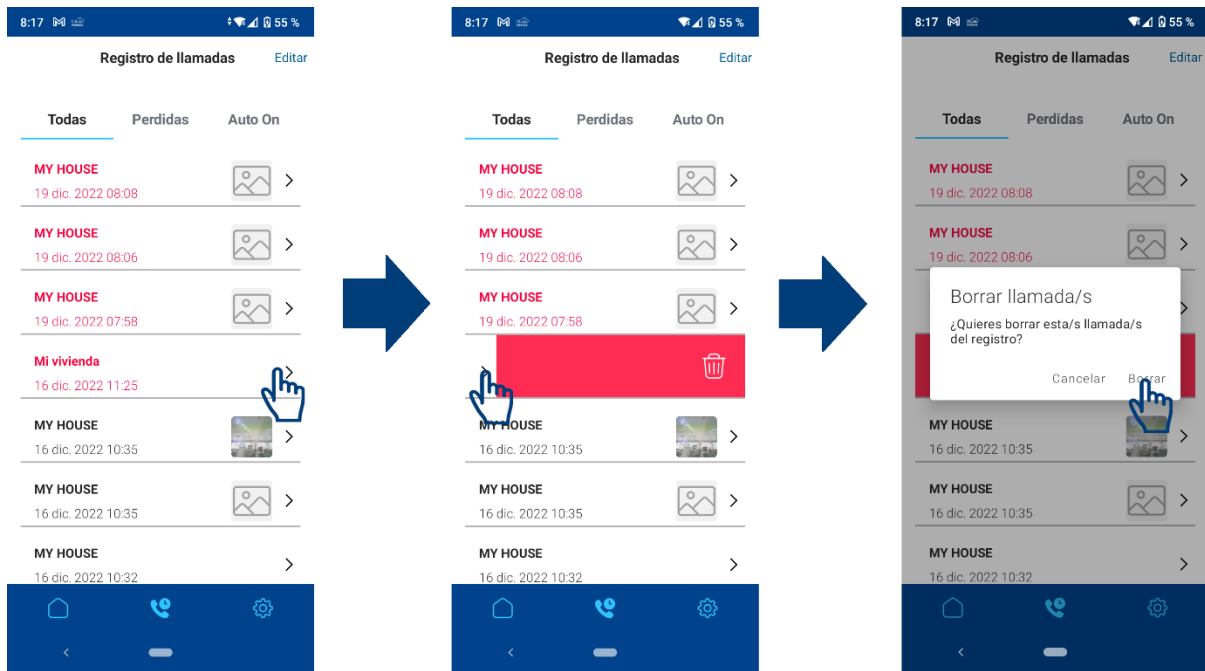 8:17 55 %
Registro de llamadas Editar
Todas Perdidas Auto On
MY HOUSE
19 dic. 2022 08:08
MY HOUSE
19 dic. 2022 08:06
MY HOUSE
19 dic. 2022 07:58
Mi vivienda
16 dic. 2022 11:25
MY HOUSE
16 dic. 2022 10:35
MY HOUSE
16 dic. 2022 10:35
MY HOUSE
16 dic. 2022 10:32
8:17 55 %
Registro de llamadas Editar
Todas Perdidas Auto On
MY HOUSE
19 dic. 2022 08:08
MY HOUSE
19 dic. 2022 08:06
MY HOUSE
19 dic. 2022 07:58
MY HOUSE
16 dic. 2022 10:35
MY HOUSE
16 dic. 2022 10:35
MY HOUSE
16 dic. 2022 10:32
8:17 55 %
Registro de llamadas Editar
Todas Perdidas Auto On
MY HOUSE
19 dic. 2022 08:08
MY HOUSE
19 dic. 2022 08:06
Borrar llamada/s
¿Quieres borrar esta/s llamada/s
del registro?
Cancelar Borrar
MY HOUSE
16 dic. 2022 10:35
MY HOUSE
16 dic. 2022 10:35
MY HOUSE
16 dic. 2022 10:32